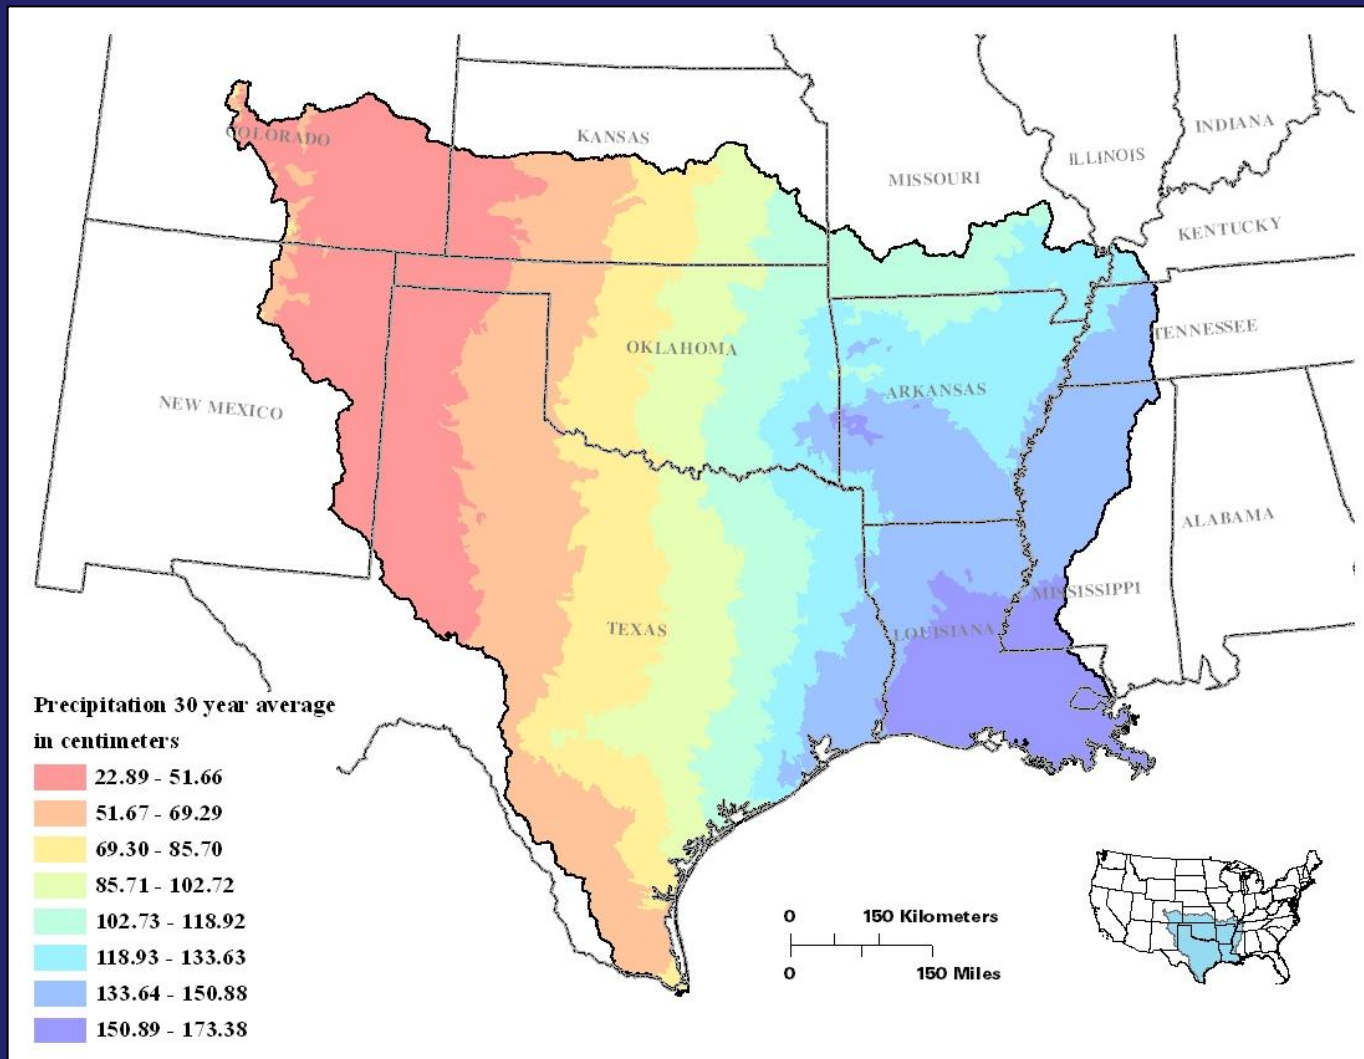 COLORADO
KANSAS
MISSOURI
ILLINOIS
INDIANA
KENTUCKY
TENNESSEE
OKLAHOMA
ARKANSAS
NEW MEXICO
ALABAMA
MISSISSIPPI
TEXAS
LOUISIANA
Precipitation 30 year average
in centimeters
22.89 - 51.66
51.67 - 69.29
69.30 - 85.70
85.71 - 102.72
102.73 - 118.92
118.93 - 133.63
133.64 - 150.88
150.89 - 173.38
0 150 Kilometers
0 150 Miles